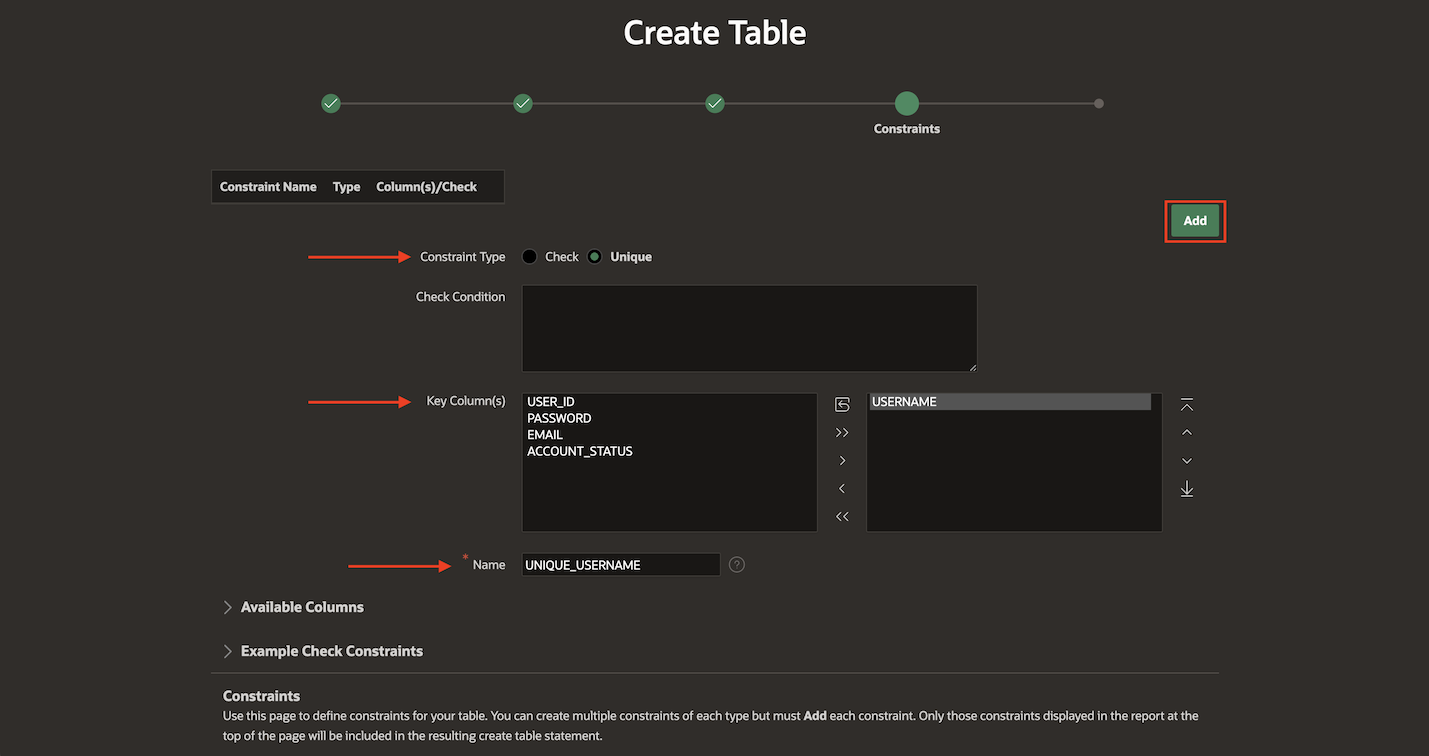 Create Table
Constraints
Constraint Name Type Column(s)/Check
Add
Constraint Type Check Unique
Check Condition
Key Column(s)
USER_ID
PASSWORD
EMAIL
ACCOUNT_STATUS
USERNAME
* Name UNIQUE_USERNAME ?
Available Columns
Example Check Constraints
Constraints
Use this page to define constraints for your table. You can create multiple constraints of each type but must Add each constraint. Only those constraints displayed in the report at the
top of the page will be included in the resulting create table statement.